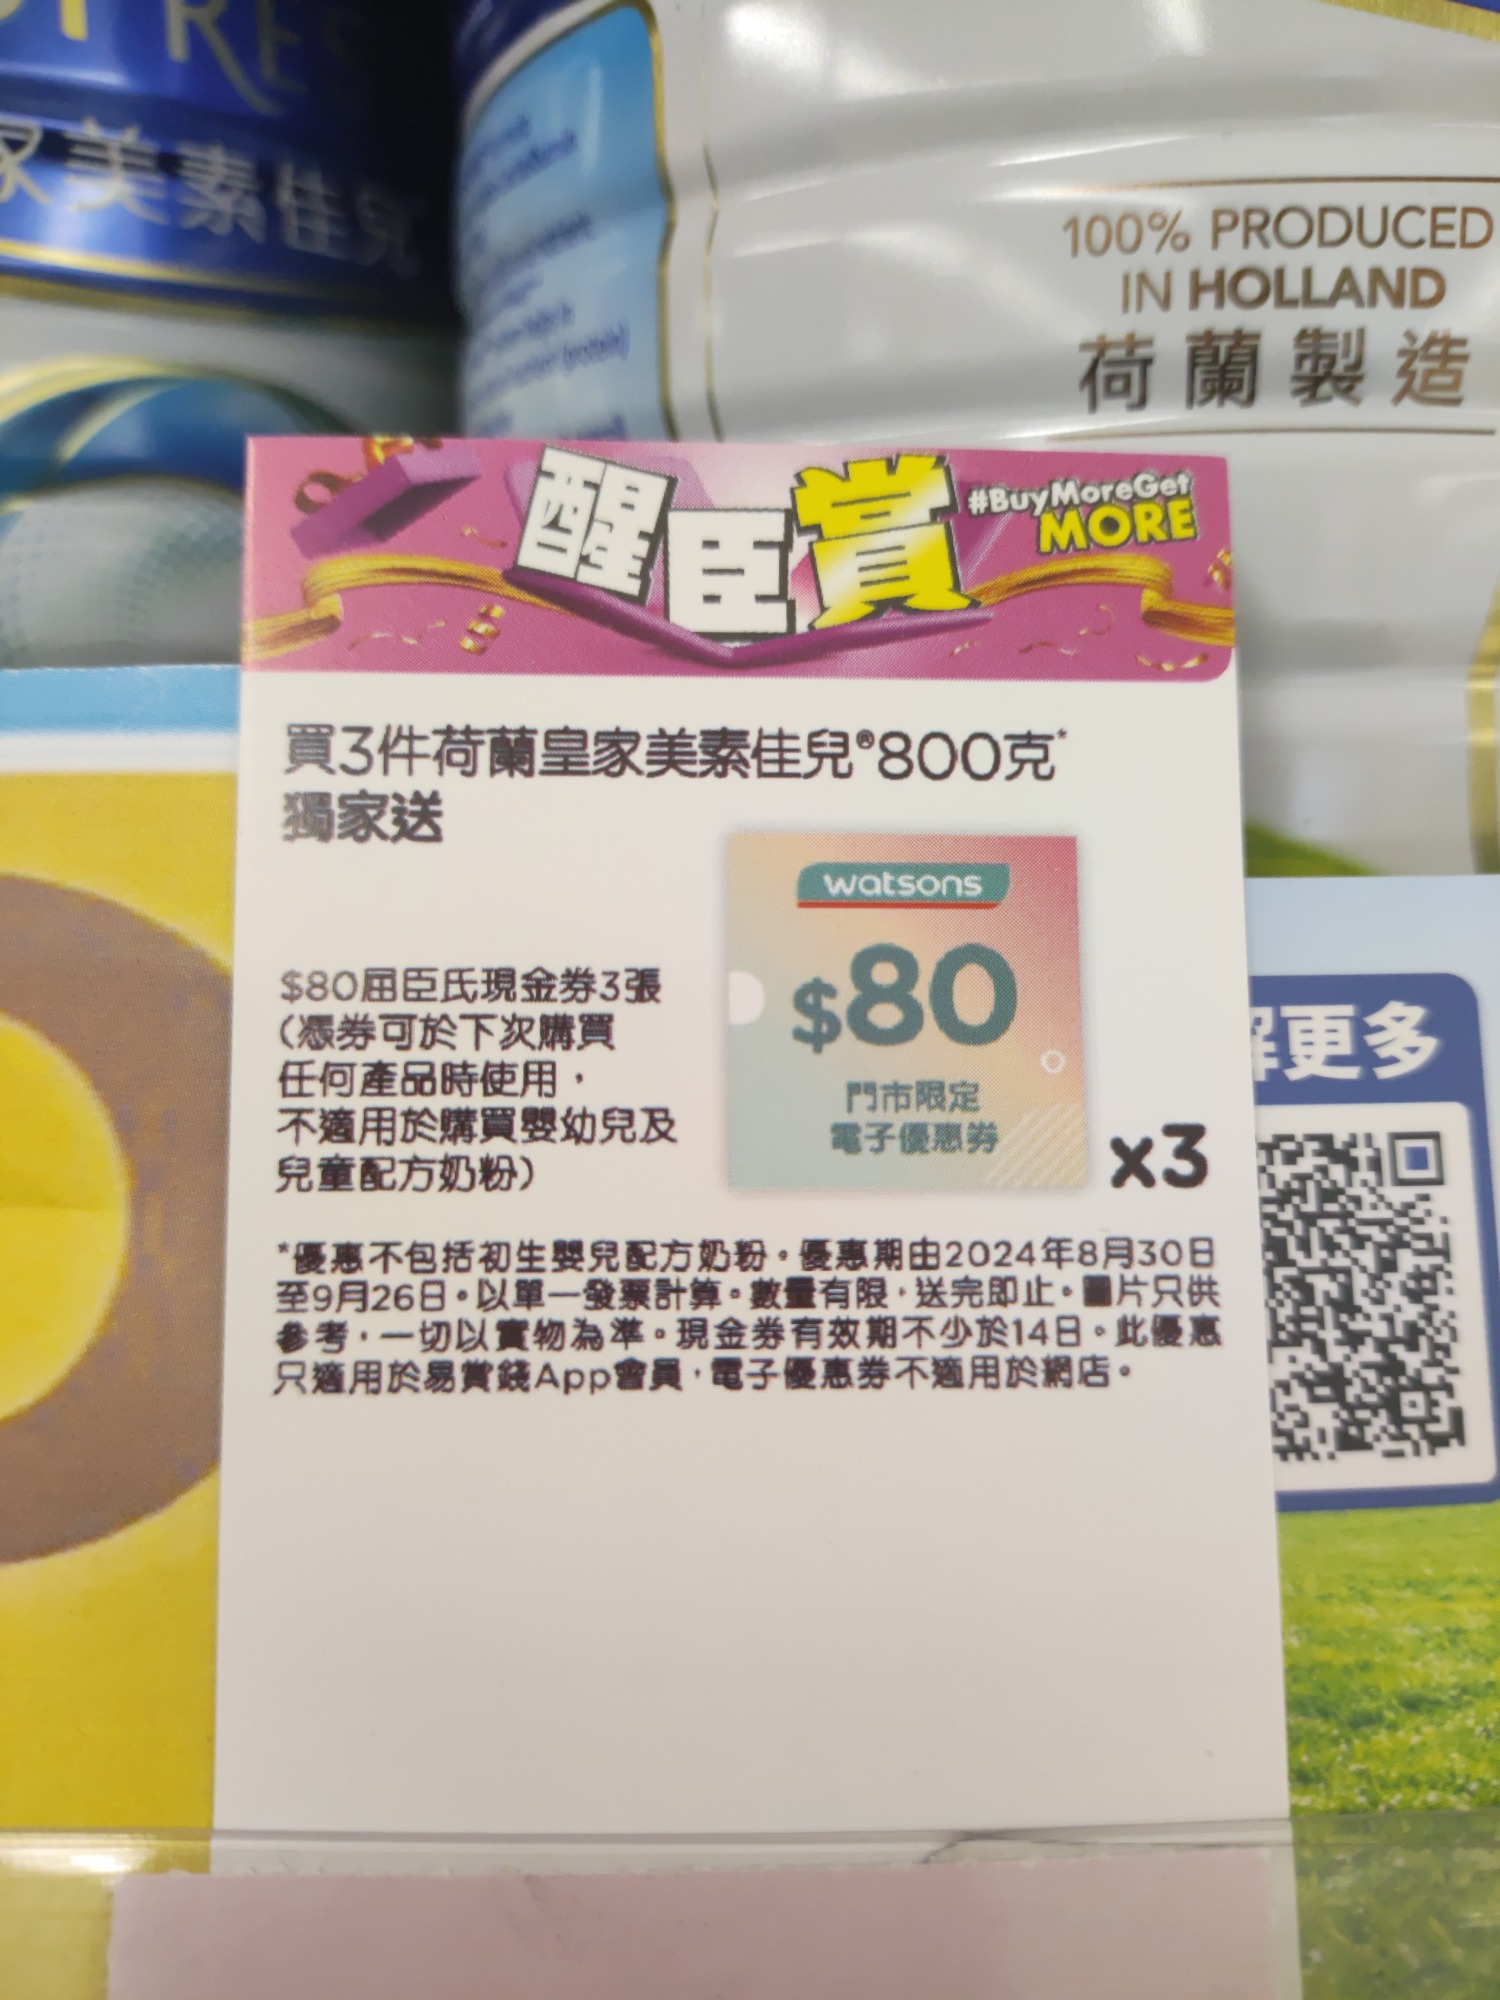 家美素佳兒
100% PRODUCED
IN HOLLAND
荷蘭製造
醒臣賞
#BuyMoreGet
MORE
買3件荷蘭皇家美素佳兒®800克*
獨家送
$80屈臣氏現金券3張
(憑券可於下次購買
任何產品時使用，
不適用於購買嬰幼兒及
兒童配方奶粉)
watsons
$80
門市限定
電子優惠券
x3
*優惠不包括初生嬰兒配方奶粉。優惠期由2024年8月30日
至9月26日。以單一發票計算。數量有限，送完即止。圖片只供
參考，一切以實物為準。現金券有效期不少於14日。此優惠
只適用於易賞錢App會員，電子優惠券不適用於網店。
解更多